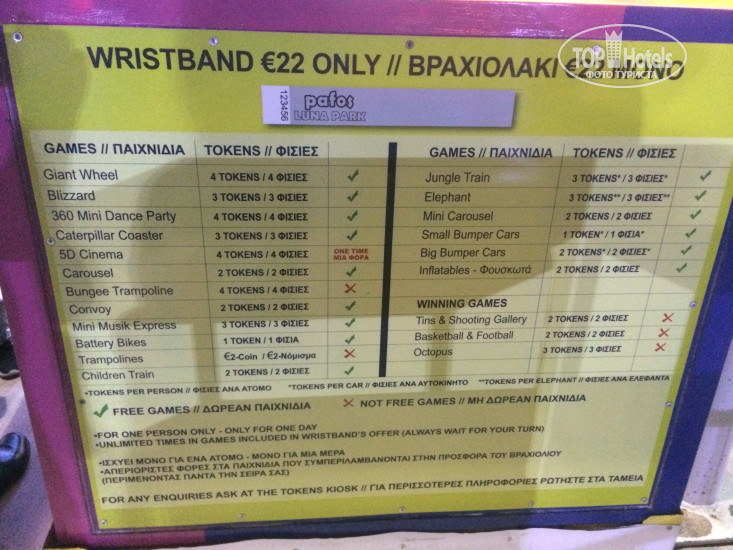 WRISTBAND €22 ONLY // ΒΡΑΧΙΟΛΑΚΙ
TOP Hotels
ФОТО ТУРИСТА
123456
pafos
LUNA PARK
GAMES // ΠΑΙΧΝΙΔΙΑ TOKENS // ΦΙΣΙΕΣ
Giant Wheel 4 TOKENS / 4 ΦΙΣΙΕΣ ✓
Blizzard 3 TOKENS / 3 ΦΙΣΙΕΣ ✓
360 Mini Dance Party 4 TOKENS / 4 ΦΙΣΙΕΣ ✓
Caterpillar Coaster 3 TOKENS / 3 ΦΙΣΙΕΣ ✓
5D Cinema 4 TOKENS / 4 ΦΙΣΙΕΣ ONE TIME
ΜΙΑ ΦΟΡΑ
Carousel 2 TOKENS / 2 ΦΙΣΙΕΣ ✓
Bungee Trampoline 4 TOKENS / 4 ΦΙΣΙΕΣ ✗
Convoy 2 TOKENS / 2 ΦΙΣΙΕΣ ✓
Mini Musik Express 3 TOKENS / 3 ΦΙΣΙΕΣ ✓
Battery Bikes 1 TOKEN / 1 ΦΙΣΙΑ ✓
Trampolines €2-Coin / €2-Νόμισμα ✗
Children Train 2 TOKENS / 2 ΦΙΣΙΕΣ ✓
GAMES // ΠΑΙΧΝΙΔΙΑ TOKENS // ΦΙΣΙΕΣ
Jungle Train 3 TOKENS* / 3 ΦΙΣΙΕΣ* ✓
Elephant 3 TOKENS** / 3 ΦΙΣΙΕΣ** ✓
Mini Carousel 2 TOKENS / 2 ΦΙΣΙΕΣ ✓
Small Bumper Cars 1 TOKEN* / 1 ΦΙΣΙΑ* ✓
Big Bumper Cars 2 TOKENS* / 2 ΦΙΣΙΕΣ* ✓
Inflatables - Φουσκωτά 2 TOKENS / 2 ΦΙΣΙΕΣ ✓
WINNING GAMES
Tins & Shooting Gallery 2 TOKENS / 2 ΦΙΣΙΕΣ ✗
Basketball & Football 2 TOKENS / 2 ΦΙΣΙΕΣ ✗
Octopus 3 TOKENS / 3 ΦΙΣΙΕΣ ✗
•TOKENS PER PERSON // ΦΙΣΙΕΣ ΑΝΑ ΑΤΟΜΟ *TOKENS PER CAR // ΦΙΣΙΕΣ ΑΝΑ ΑΥΤΟΚΙΝΗΤΟ **TOKENS PER ELEPHANT // ΦΙΣΙΕΣ ΑΝΑ ΕΛΕΦΑΝΤΑ
✓ FREE GAMES // ΔΩΡΕΑΝ ΠΑΙΧΝΙΔΙΑ ✗ NOT FREE GAMES // ΜΗ ΔΩΡΕΑΝ ΠΑΙΧΝΙΔΙΑ
•FOR ONE PERSON ONLY - ONLY FOR ONE DAY
•UNLIMITED TIMES IN GAMES INCLUDED IN WRISTBAND'S OFFER (ALWAYS WAIT FOR YOUR TURN)
•ΙΣΧΥΕΙ ΜΟΝΟ ΓΙΑ ΕΝΑ ΑΤΟΜΟ - ΜΟΝΟ ΓΙΑ ΜΙΑ ΜΕΡΑ
•ΑΠΕΡΙΟΡΙΣΤΕΣ ΦΟΡΕΣ ΣΤΑ ΠΑΙΧΝΙΔΙΑ ΠΟΥ ΣΥΜΠΕΡΙΛΑΜΒΑΝΟΝΤΑΙ ΣΤΗΝ ΠΡΟΣΦΟΡΑ ΤΟΥ ΒΡΑΧΙΟΛΙΟΥ
(ΠΕΡΙΜΕΝΟΝΤΑΣ ΠΑΝΤΑ ΤΗΝ ΣΕΙΡΑ ΣΑΣ)
FOR ANY ENQUIRIES ASK AT THE TOKENS KIOSK // ΓΙΑ ΠΕΡΙΣΣΟΤΕΡΕΣ ΠΛΗΡΟΦΟΡΙΕΣ ΡΩΤΗΣΤΕ ΣΤΑ ΤΑΜΕΙΑ